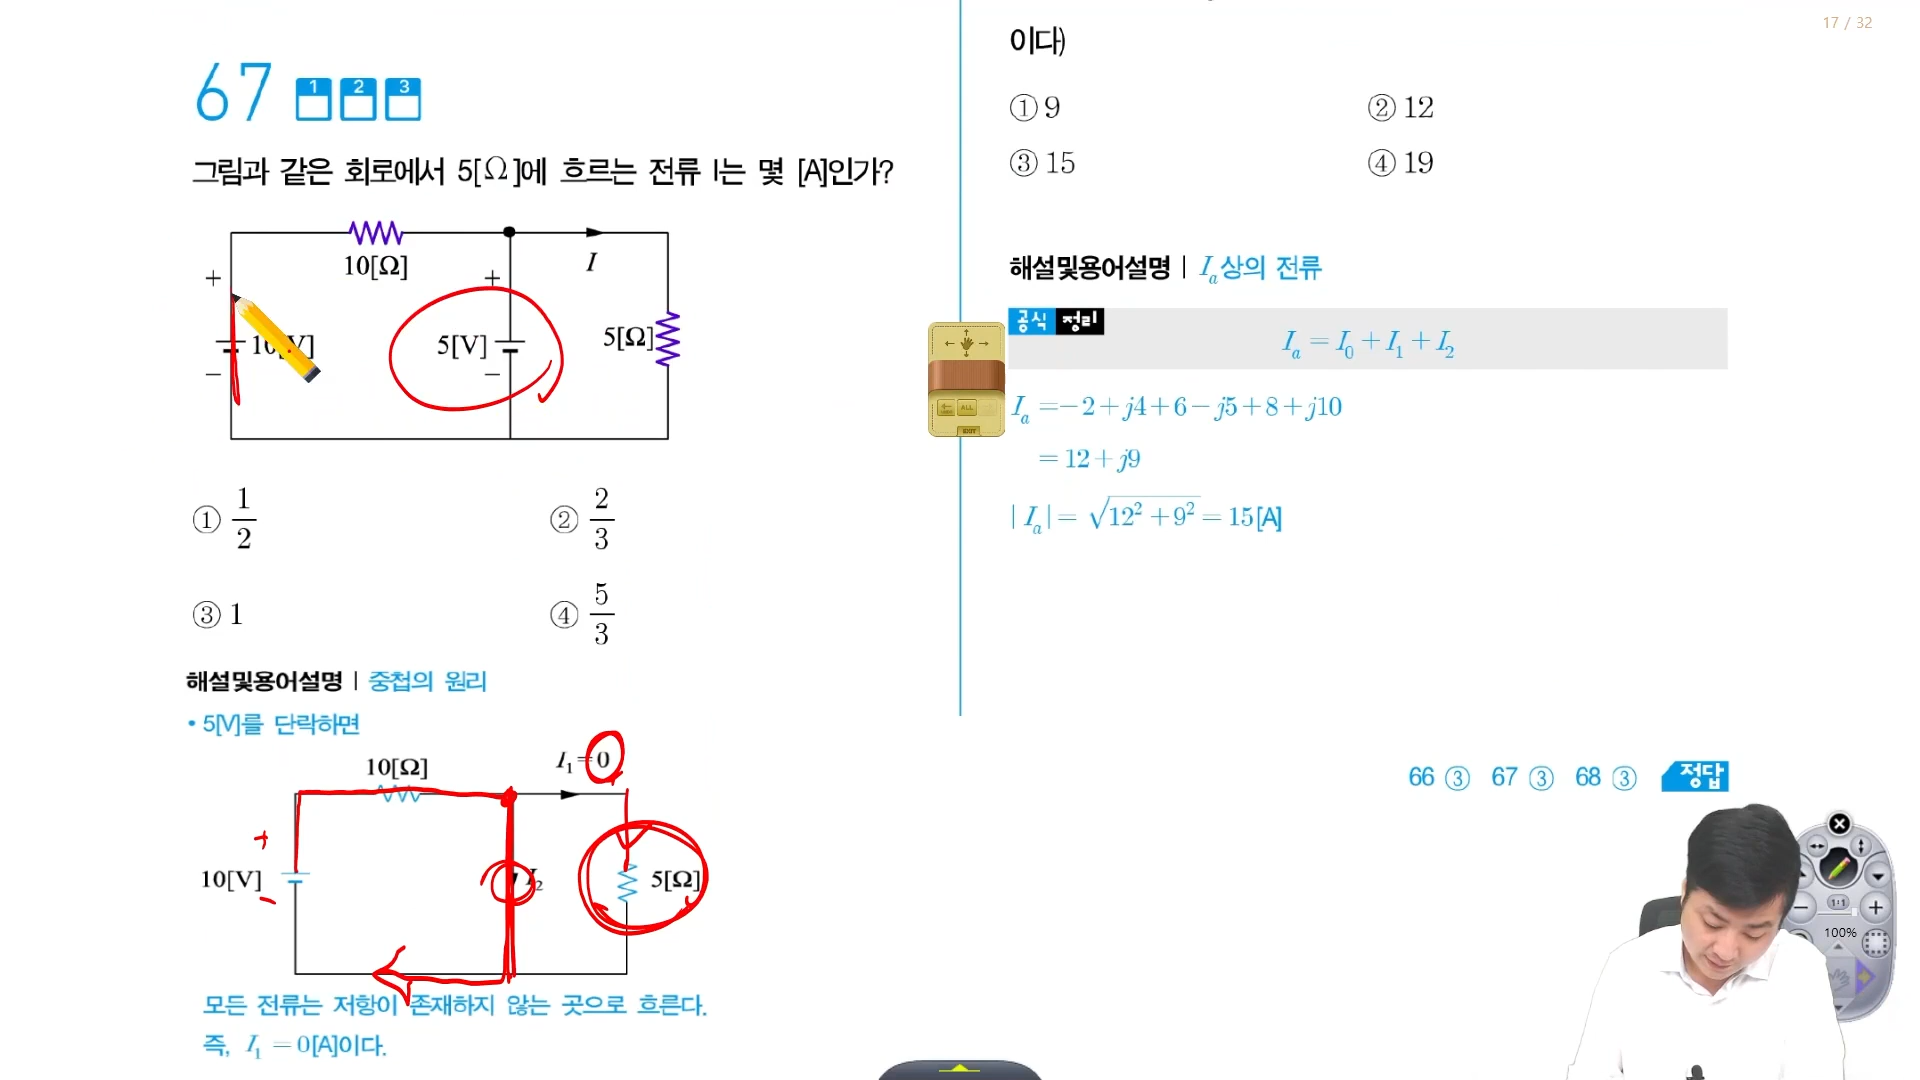 17 / 32
67 1 2 3
그림과 같은 회로에서 5[Ω]에 흐르는 전류 I는 몇 [A]인가?
10[Ω]
I
+
+
10[V]
5[V]
5[Ω]
−
−
① 1/2
② 2/3
③ 1
④ 5/3
해설및용어설명 | 중첩의 원리
• 5[V]를 단락하면
10[Ω]
I₁=0
+
10[V]
−
I₂
5[Ω]
모든 전류는 저항이 존재하지 않는 곳으로 흐른다.
즉, I₁ = 0[A]이다.
이다)
① 9
② 12
③ 15
④ 19
해설및용어설명 | Iₐ상의 전류
공식 정리
Iₐ = I₀ + I₁ + I₂
Iₐ = −2 + j4 + 6 − j5 + 8 + j10
= 12 + j9
|Iₐ| = √(12² + 9²) = 15[A]
66 ③ 67 ③ 68 ③ 정답
ALL
EXIT
1:1
100%